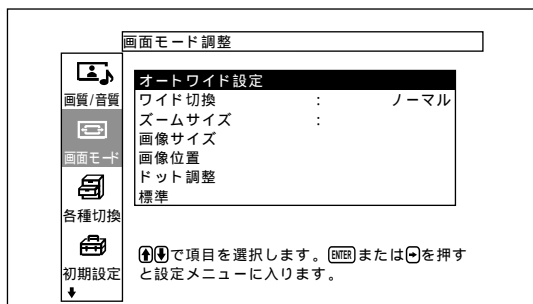 画面モード調整
画質/音質
画面モード
各種切換
初期設定
オートワイド設定
ワイド切換 : ノーマル
ズームサイズ :
画像サイズ
画像位置
ドット調整
標準
で項目を選択します。ENTERまたは を押す
と設定メニューに入ります。